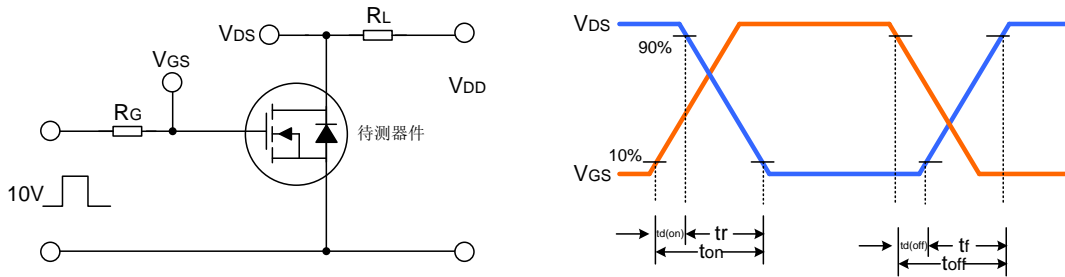 VDS
RL
VGS
RG
VDD
待测器件
10V
VDS
90%
10%
VGS
td(on)
tr
ton
td(off)
tf
toff